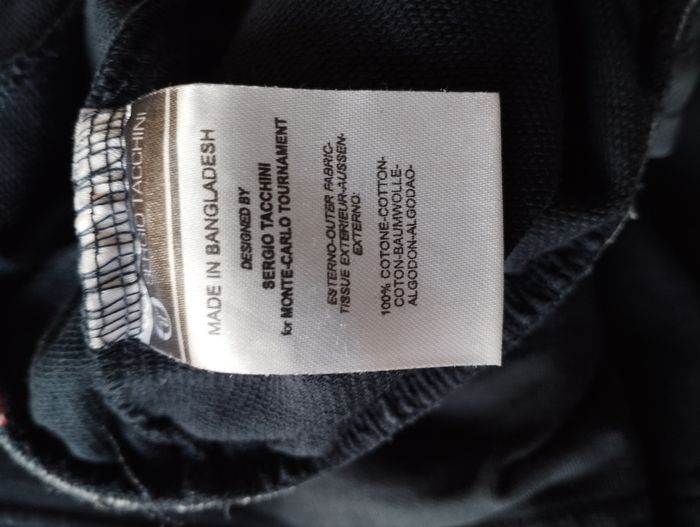 SERGIO TACCHINI
MADE IN BANGLADESH
DESIGNED BY
SERGIO TACCHINI
for MONTE-CARLO TOURNAMENT
ESTERNO-OUTER FABRIC-
TISSUE EXTERIEUR-AUSSEN-
EXTERNO:
100% COTONE-COTTON-
COTON-BAUMWOLLE-
ALGODON-ALGODAO-